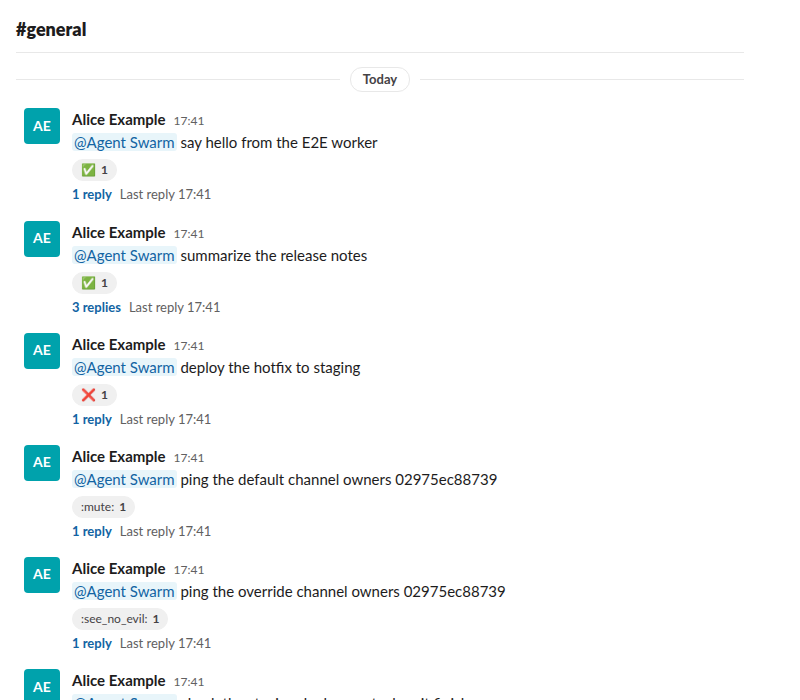 #general
Today
AE
Alice Example 17:41
@Agent Swarm say hello from the E2E worker
✅ 1
1 reply Last reply 17:41
AE
Alice Example 17:41
@Agent Swarm summarize the release notes
✅ 1
3 replies Last reply 17:41
AE
Alice Example 17:41
@Agent Swarm deploy the hotfix to staging
❌ 1
1 reply Last reply 17:41
AE
Alice Example 17:41
@Agent Swarm ping the default channel owners 02975ec88739
:mute: 1
1 reply Last reply 17:41
AE
Alice Example 17:41
@Agent Swarm ping the override channel owners 02975ec88739
:see_no_evil: 1
1 reply Last reply 17:41
AE
Alice Example 17:41